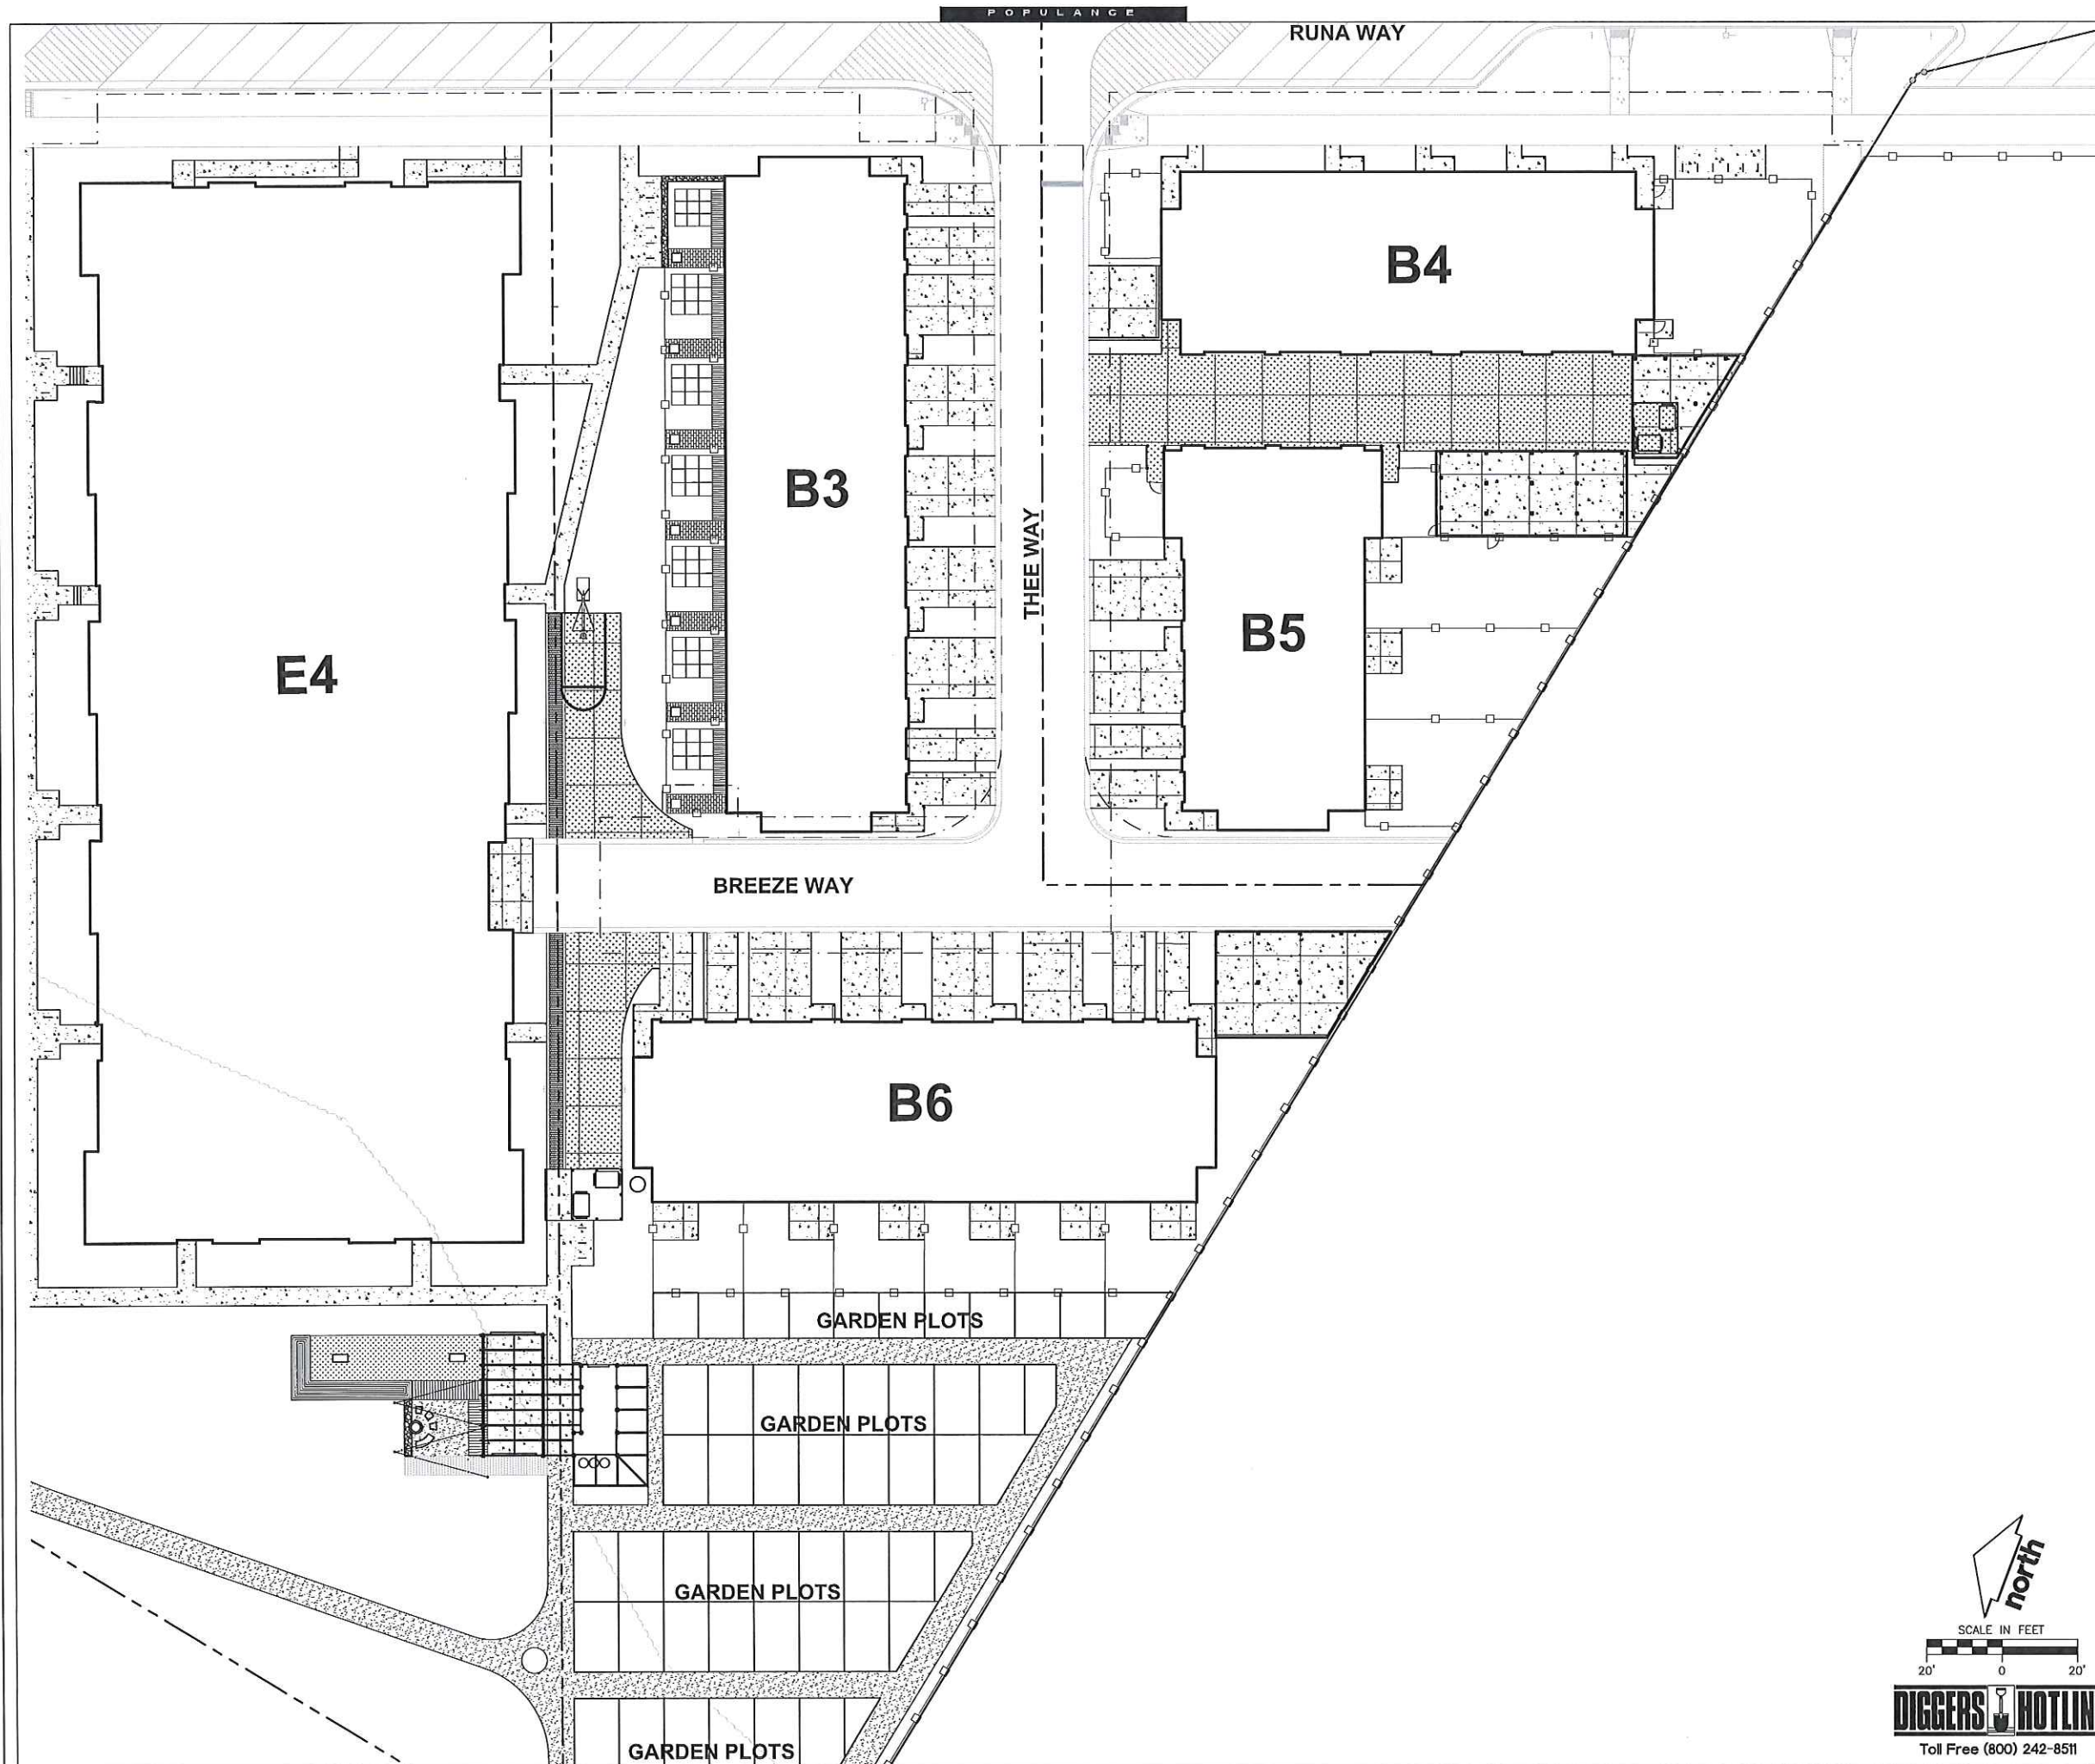 POPULANCE
RUNA WAY
B4
B3
THEE WAY
B5
E4
BREEZE WAY
B6
GARDEN PLOTS
GARDEN PLOTS
GARDEN PLOTS
GARDEN PLOTS
north
SCALE IN FEET
20' 0 20'
DIGGERS HOTLIN
Toll Free (800) 242-8511